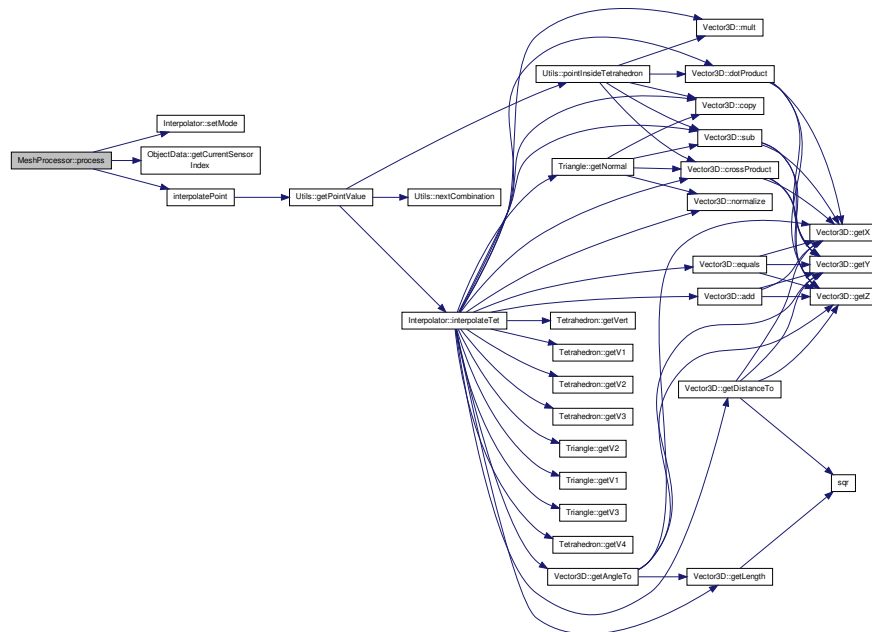 MeshProcessor::process
Interpolator::setMode
ObjectData::getCurrentSensor
Index
interpolatePoint
Utils::getPointValue
Utils::pointInsideTetrahedron
Utils::nextCombination
Interpolator::interpolateTet
Triangle::getNormal
Tetrahedron::getVert
Tetrahedron::getV1
Tetrahedron::getV2
Tetrahedron::getV3
Triangle::getV2
Triangle::getV1
Triangle::getV3
Tetrahedron::getV4
Vector3D::getAngleTo
Vector3D::mult
Vector3D::dotProduct
Vector3D::copy
Vector3D::sub
Vector3D::crossProduct
Vector3D::normalize
Vector3D::equals
Vector3D::add
Vector3D::getDistanceTo
Vector3D::getLength
Vector3D::getX
Vector3D::getY
Vector3D::getZ
sqr